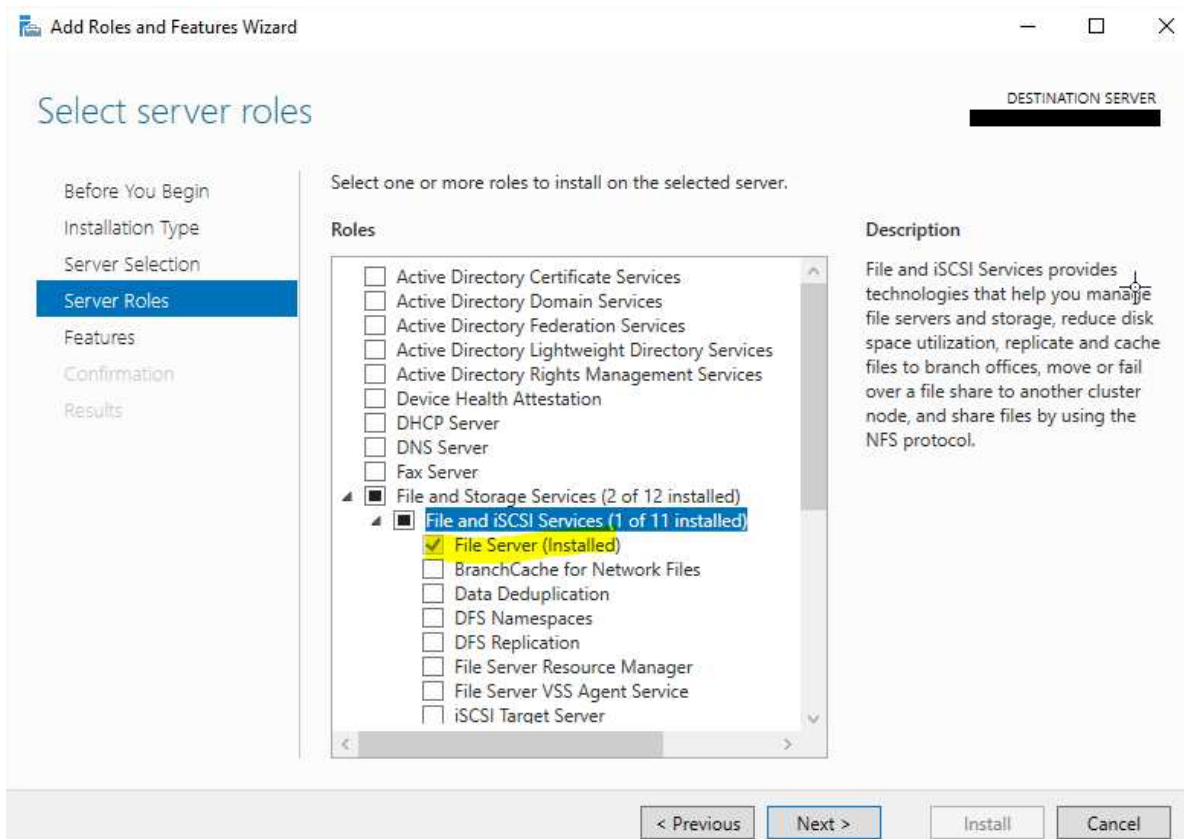 Add Roles and Features Wizard
Select server roles
DESTINATION SERVER
Before You Begin
Installation Type
Server Selection
Server Roles
Features
Confirmation
Results
Select one or more roles to install on the selected server.
Roles
Active Directory Certificate Services
Active Directory Domain Services
Active Directory Federation Services
Active Directory Lightweight Directory Services
Active Directory Rights Management Services
Device Health Attestation
DHCP Server
DNS Server
Fax Server
File and Storage Services (2 of 12 installed)
File and iSCSI Services (1 of 11 installed)
File Server (Installed)
BranchCache for Network Files
Data Deduplication
DFS Namespaces
DFS Replication
File Server Resource Manager
File Server VSS Agent Service
iSCSI Target Server
Description
File and iSCSI Services provides
technologies that help you manage
file servers and storage, reduce disk
space utilization, replicate and cache
files to branch offices, move or fail
over a file share to another cluster
node, and share files by using the
NFS protocol.
< Previous
Next >
Install
Cancel